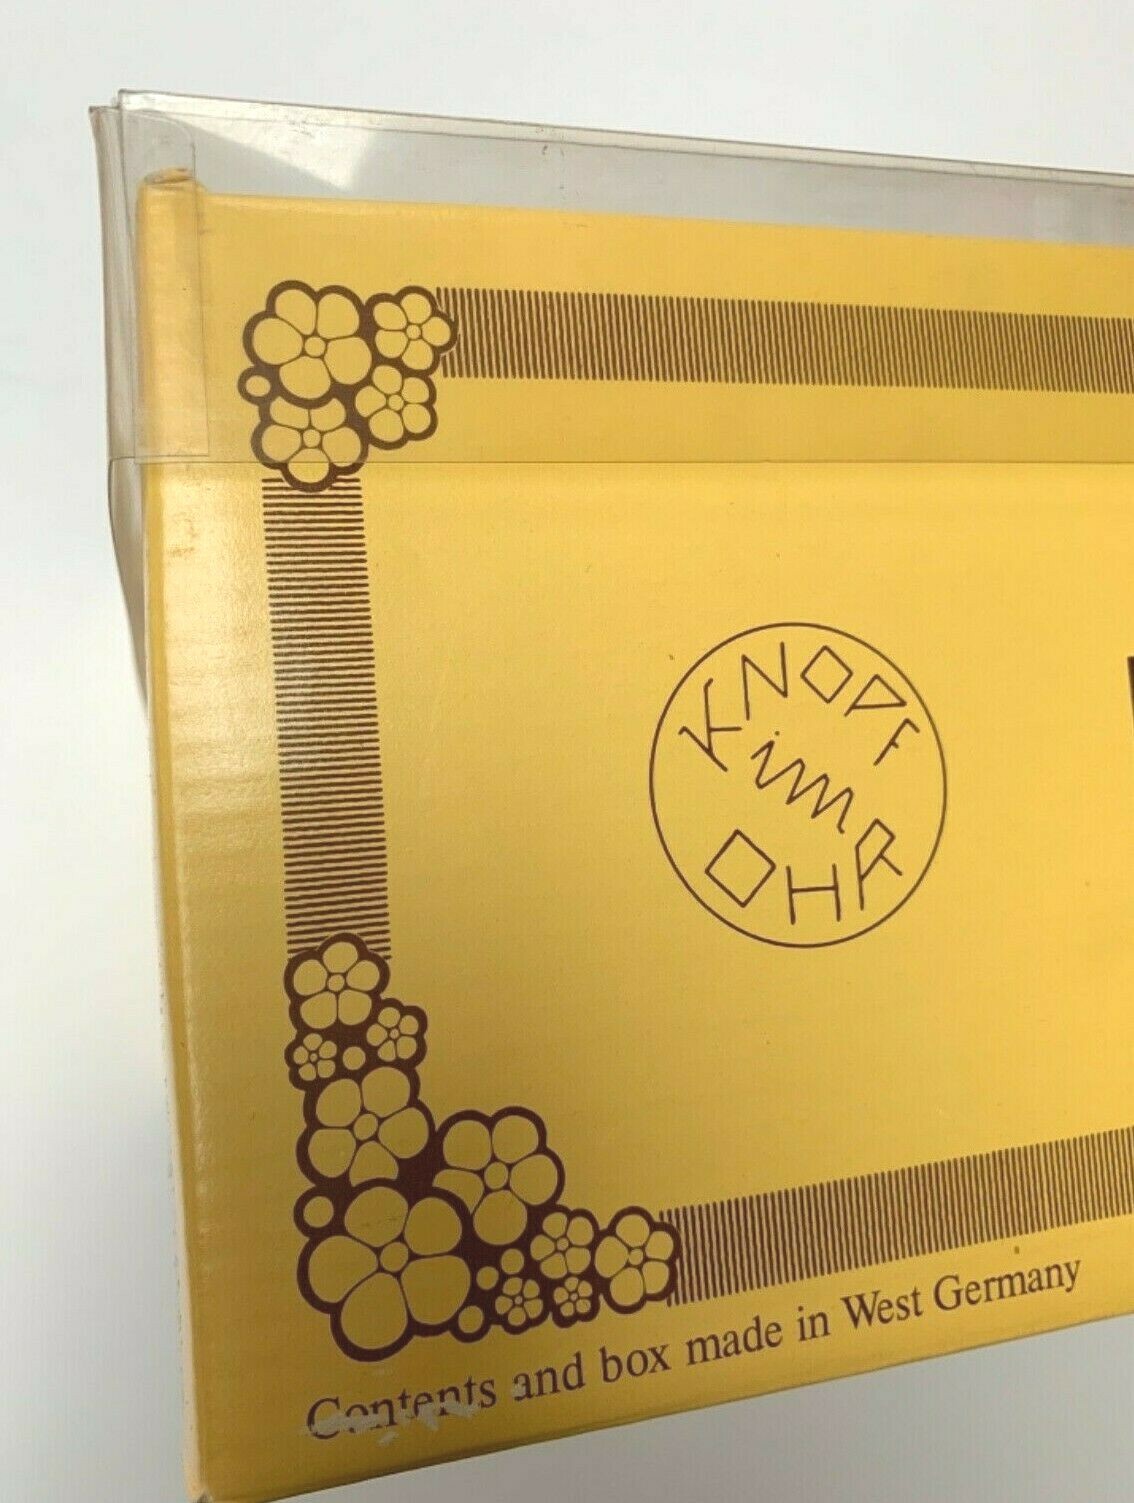 KNOPF
im
OHR
Contents and box made in West Germany